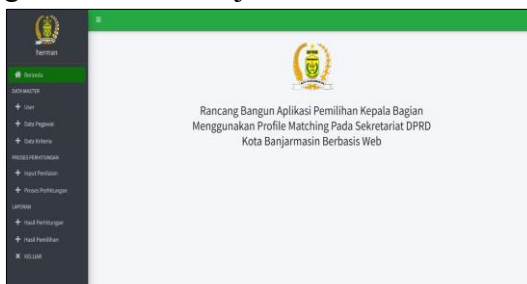 herman
Beranda
DATA MASTER
User
Data Pegawai
Data Kriteria
PROSES PERHITUNGAN
Input Penilaian
Proses Perhitungan
LAPORAN
Hasil Perhitungan
Hasil Pemilihan
KELUAR
DPRD
Rancang Bangun Aplikasi Pemilihan Kepala Bagian
Menggunakan Profile Matching Pada Sekretariat DPRD
Kota Banjarmasin Berbasis Web